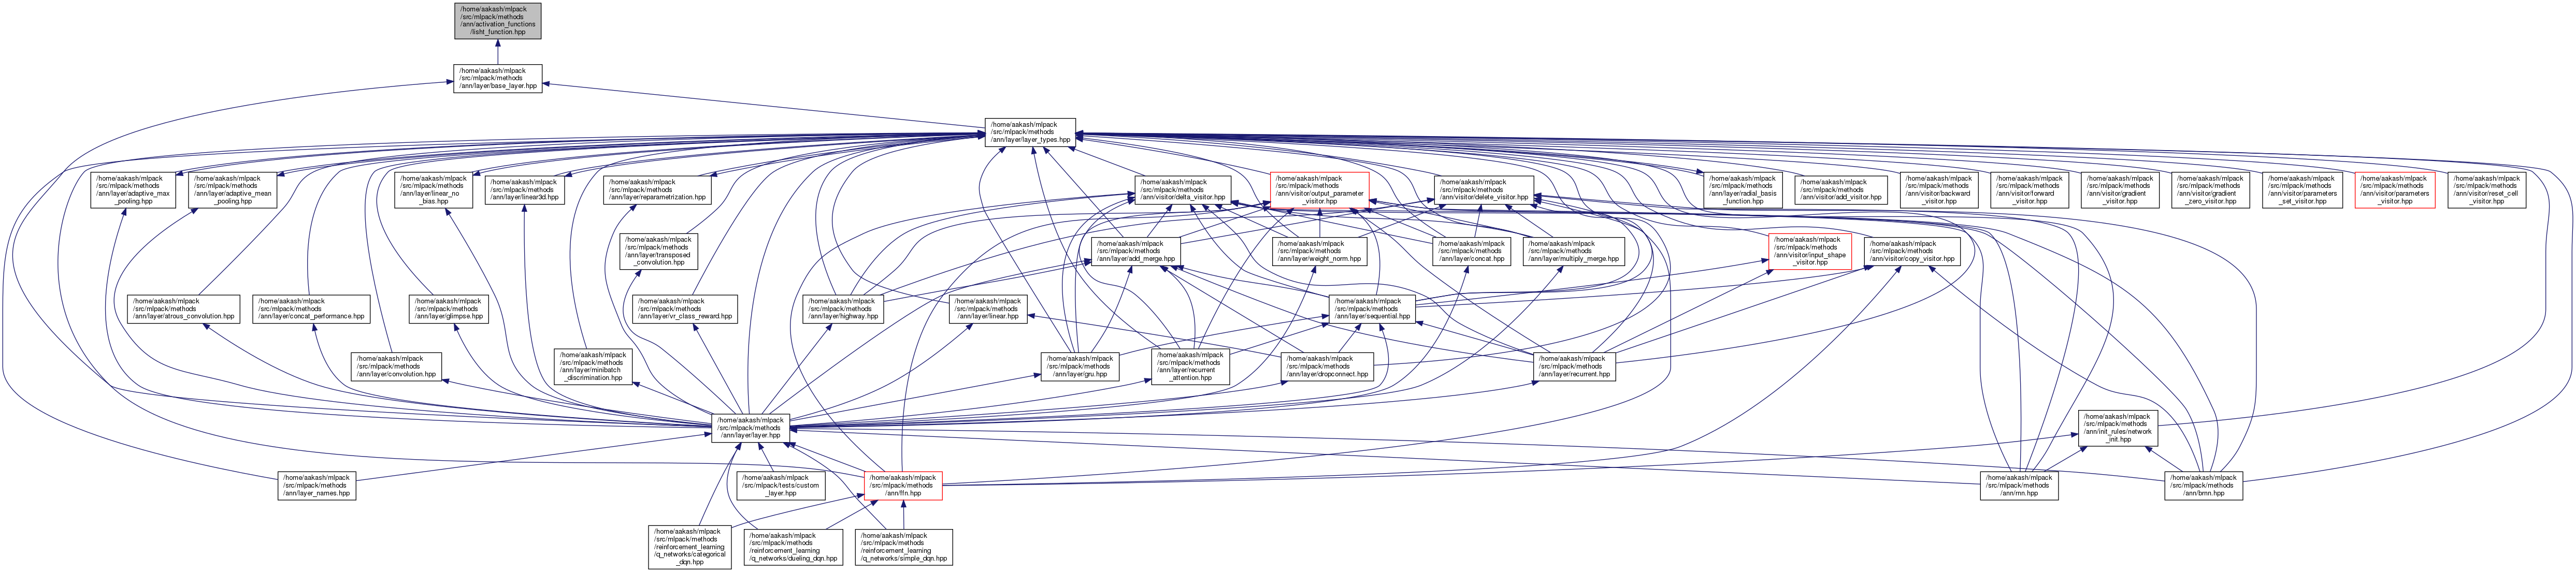 /home/aakash/mlpack
/src/mlpack/methods
/ann/activation_functions
/lisht_function.hpp
/home/aakash/mlpack
/src/mlpack/methods
/ann/layer/base_layer.hpp
/home/aakash/mlpack
/src/mlpack/methods
/ann/layer/layer_types.hpp
/home/aakash/mlpack
/src/mlpack/methods
/ann/layer/adaptive_max
_pooling.hpp
/home/aakash/mlpack
/src/mlpack/methods
/ann/layer/adaptive_mean
_pooling.hpp
/home/aakash/mlpack
/src/mlpack/methods
/ann/layer/linear_no
_bias.hpp
/home/aakash/mlpack
/src/mlpack/methods
/ann/layer/linear3d.hpp
/home/aakash/mlpack
/src/mlpack/methods
/ann/layer/reparametrization.hpp
/home/aakash/mlpack
/src/mlpack/methods
/ann/visitor/delta_visitor.hpp
/home/aakash/mlpack
/src/mlpack/methods
/ann/visitor/output_parameter
_visitor.hpp
/home/aakash/mlpack
/src/mlpack/methods
/ann/visitor/delete_visitor.hpp
/home/aakash/mlpack
/src/mlpack/methods
/ann/layer/radial_basis
_function.hpp
/home/aakash/mlpack
/src/mlpack/methods
/ann/visitor/add_visitor.hpp
/home/aakash/mlpack
/src/mlpack/methods
/ann/visitor/backward
_visitor.hpp
/home/aakash/mlpack
/src/mlpack/methods
/ann/visitor/forward
_visitor.hpp
/home/aakash/mlpack
/src/mlpack/methods
/ann/visitor/gradient
_visitor.hpp
/home/aakash/mlpack
/src/mlpack/methods
/ann/visitor/gradient
_zero_visitor.hpp
/home/aakash/mlpack
/src/mlpack/methods
/ann/visitor/parameters
_set_visitor.hpp
/home/aakash/mlpack
/src/mlpack/methods
/ann/visitor/parameters
_visitor.hpp
/home/aakash/mlpack
/src/mlpack/methods
/ann/visitor/reset_cell
_visitor.hpp
/home/aakash/mlpack
/src/mlpack/methods
/ann/layer/transposed
_convolution.hpp
/home/aakash/mlpack
/src/mlpack/methods
/ann/layer/add_merge.hpp
/home/aakash/mlpack
/src/mlpack/methods
/ann/layer/weight_norm.hpp
/home/aakash/mlpack
/src/mlpack/methods
/ann/layer/concat.hpp
/home/aakash/mlpack
/src/mlpack/methods
/ann/layer/multiply_merge.hpp
/home/aakash/mlpack
/src/mlpack/methods
/ann/visitor/input_shape
_visitor.hpp
/home/aakash/mlpack
/src/mlpack/methods
/ann/visitor/copy_visitor.hpp
/home/aakash/mlpack
/src/mlpack/methods
/ann/layer/atrous_convolution.hpp
/home/aakash/mlpack
/src/mlpack/methods
/ann/layer/concat_performance.hpp
/home/aakash/mlpack
/src/mlpack/methods
/ann/layer/glimpse.hpp
/home/aakash/mlpack
/src/mlpack/methods
/ann/layer/vr_class_reward.hpp
/home/aakash/mlpack
/src/mlpack/methods
/ann/layer/highway.hpp
/home/aakash/mlpack
/src/mlpack/methods
/ann/layer/linear.hpp
/home/aakash/mlpack
/src/mlpack/methods
/ann/layer/sequential.hpp
/home/aakash/mlpack
/src/mlpack/methods
/ann/layer/convolution.hpp
/home/aakash/mlpack
/src/mlpack/methods
/ann/layer/minibatch
_discrimination.hpp
/home/aakash/mlpack
/src/mlpack/methods
/ann/layer/gru.hpp
/home/aakash/mlpack
/src/mlpack/methods
/ann/layer/recurrent
_attention.hpp
/home/aakash/mlpack
/src/mlpack/methods
/ann/layer/dropconnect.hpp
/home/aakash/mlpack
/src/mlpack/methods
/ann/layer/recurrent.hpp
/home/aakash/mlpack
/src/mlpack/methods
/ann/layer/layer.hpp
/home/aakash/mlpack
/src/mlpack/methods
/ann/init_rules/network
_init.hpp
/home/aakash/mlpack
/src/mlpack/methods
/ann/layer_names.hpp
/home/aakash/mlpack
/src/mlpack/tests/custom
_layer.hpp
/home/aakash/mlpack
/src/mlpack/methods
/ann/ffn.hpp
/home/aakash/mlpack
/src/mlpack/methods
/ann/rnn.hpp
/home/aakash/mlpack
/src/mlpack/methods
/ann/brnn.hpp
/home/aakash/mlpack
/src/mlpack/methods
/reinforcement_learning
/q_networks/categorical
_dqn.hpp
/home/aakash/mlpack
/src/mlpack/methods
/reinforcement_learning
/q_networks/dueling_dqn.hpp
/home/aakash/mlpack
/src/mlpack/methods
/reinforcement_learning
/q_networks/simple_dqn.hpp